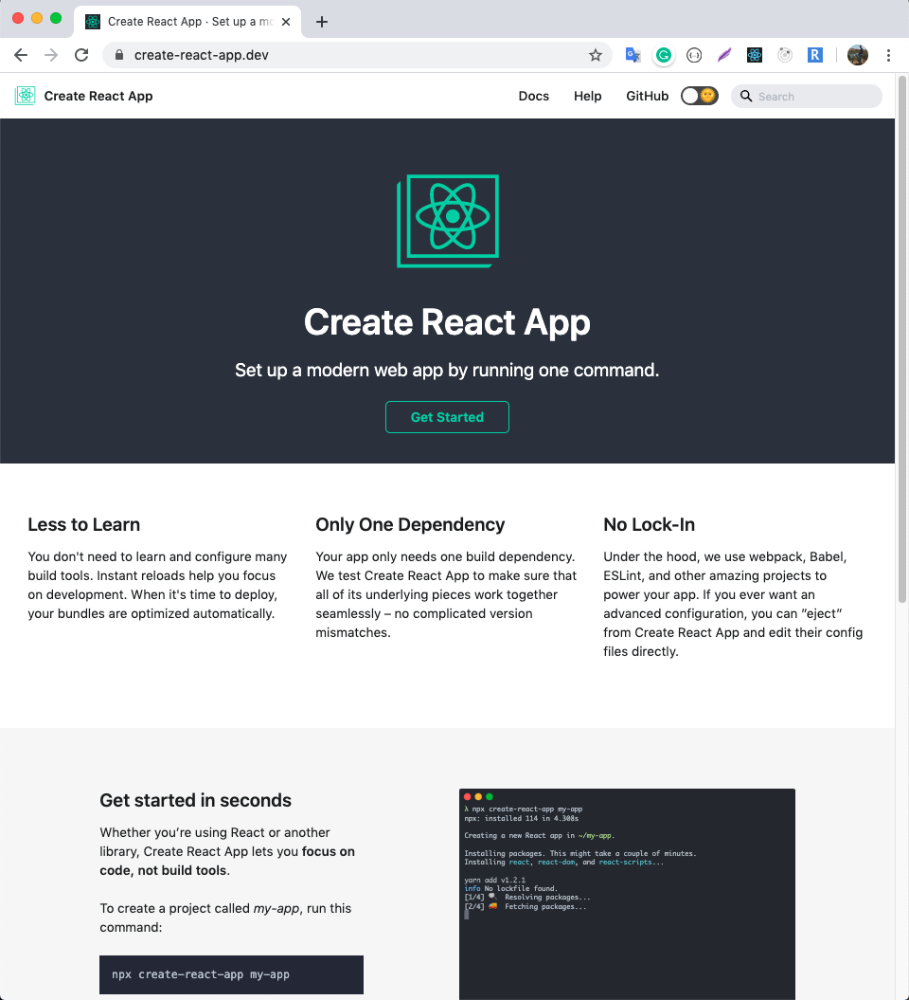 Create React App · Set up a mo
create-react-app.dev
R
Create React App
Docs
Help
GitHub
Search
Create React App
Set up a modern web app by running one command.
Get Started
Less to Learn
You don't need to learn and configure many
build tools. Instant reloads help you focus
on development. When it's time to deploy,
your bundles are optimized automatically.
Only One Dependency
Your app only needs one build dependency.
We test Create React App to make sure that
all of its underlying pieces work together
seamlessly – no complicated version
mismatches.
No Lock-In
Under the hood, we use webpack, Babel,
ESLint, and other amazing projects to
power your app. If you ever want an
advanced configuration, you can “eject”
from Create React App and edit their config
files directly.
Get started in seconds
Whether you’re using React or another
library, Create React App lets you focus on
code, not build tools.
To create a project called my-app, run this
command:
npx create-react-app my-app
λ npx create-react-app my-app
npx: installed 114 in 4.308s
Creating a new React app in ~/my-app.
Installing packages. This might take a couple of minutes.
Installing react, react-dom, and react-scripts...
yarn add v1.2.1
info No lockfile found.
[1/4] 🔍 Resolving packages...
[2/4] 🚚 Fetching packages...